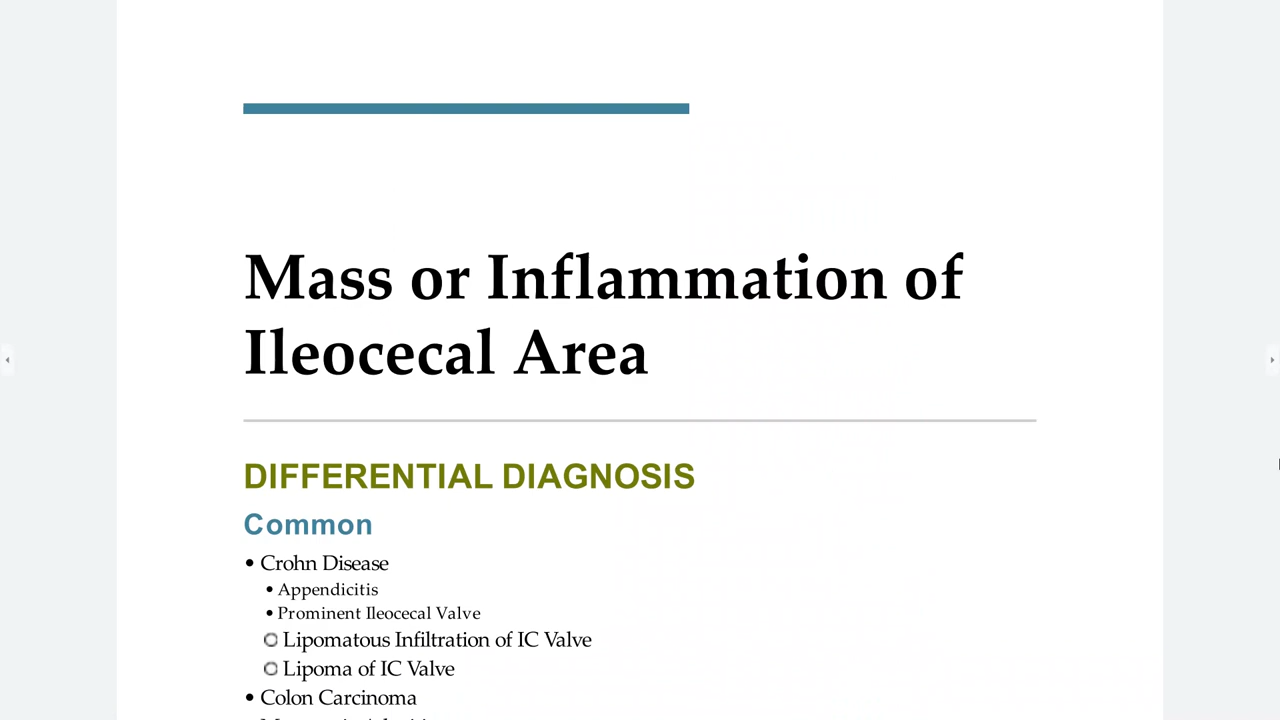 Mass or Inflammation of
Ileocecal Area
DIFFERENTIAL DIAGNOSIS
Common
• Crohn Disease
• Appendicitis
• Prominent Ileocecal Valve
○ Lipomatous Infiltration of IC Valve
○ Lipoma of IC Valve
• Colon Carcinoma